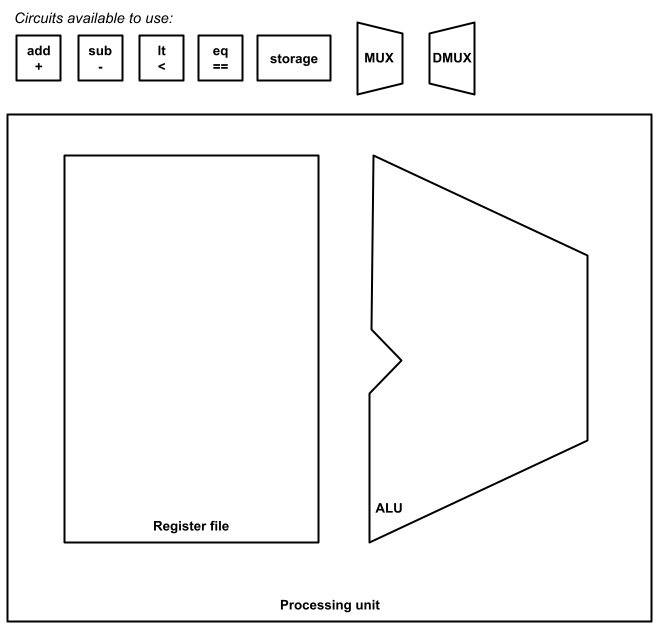 Circuits available to use:
add
+
sub
-
lt
<
eq
==
storage
MUX
DMUX
ALU
Register file
Processing unit